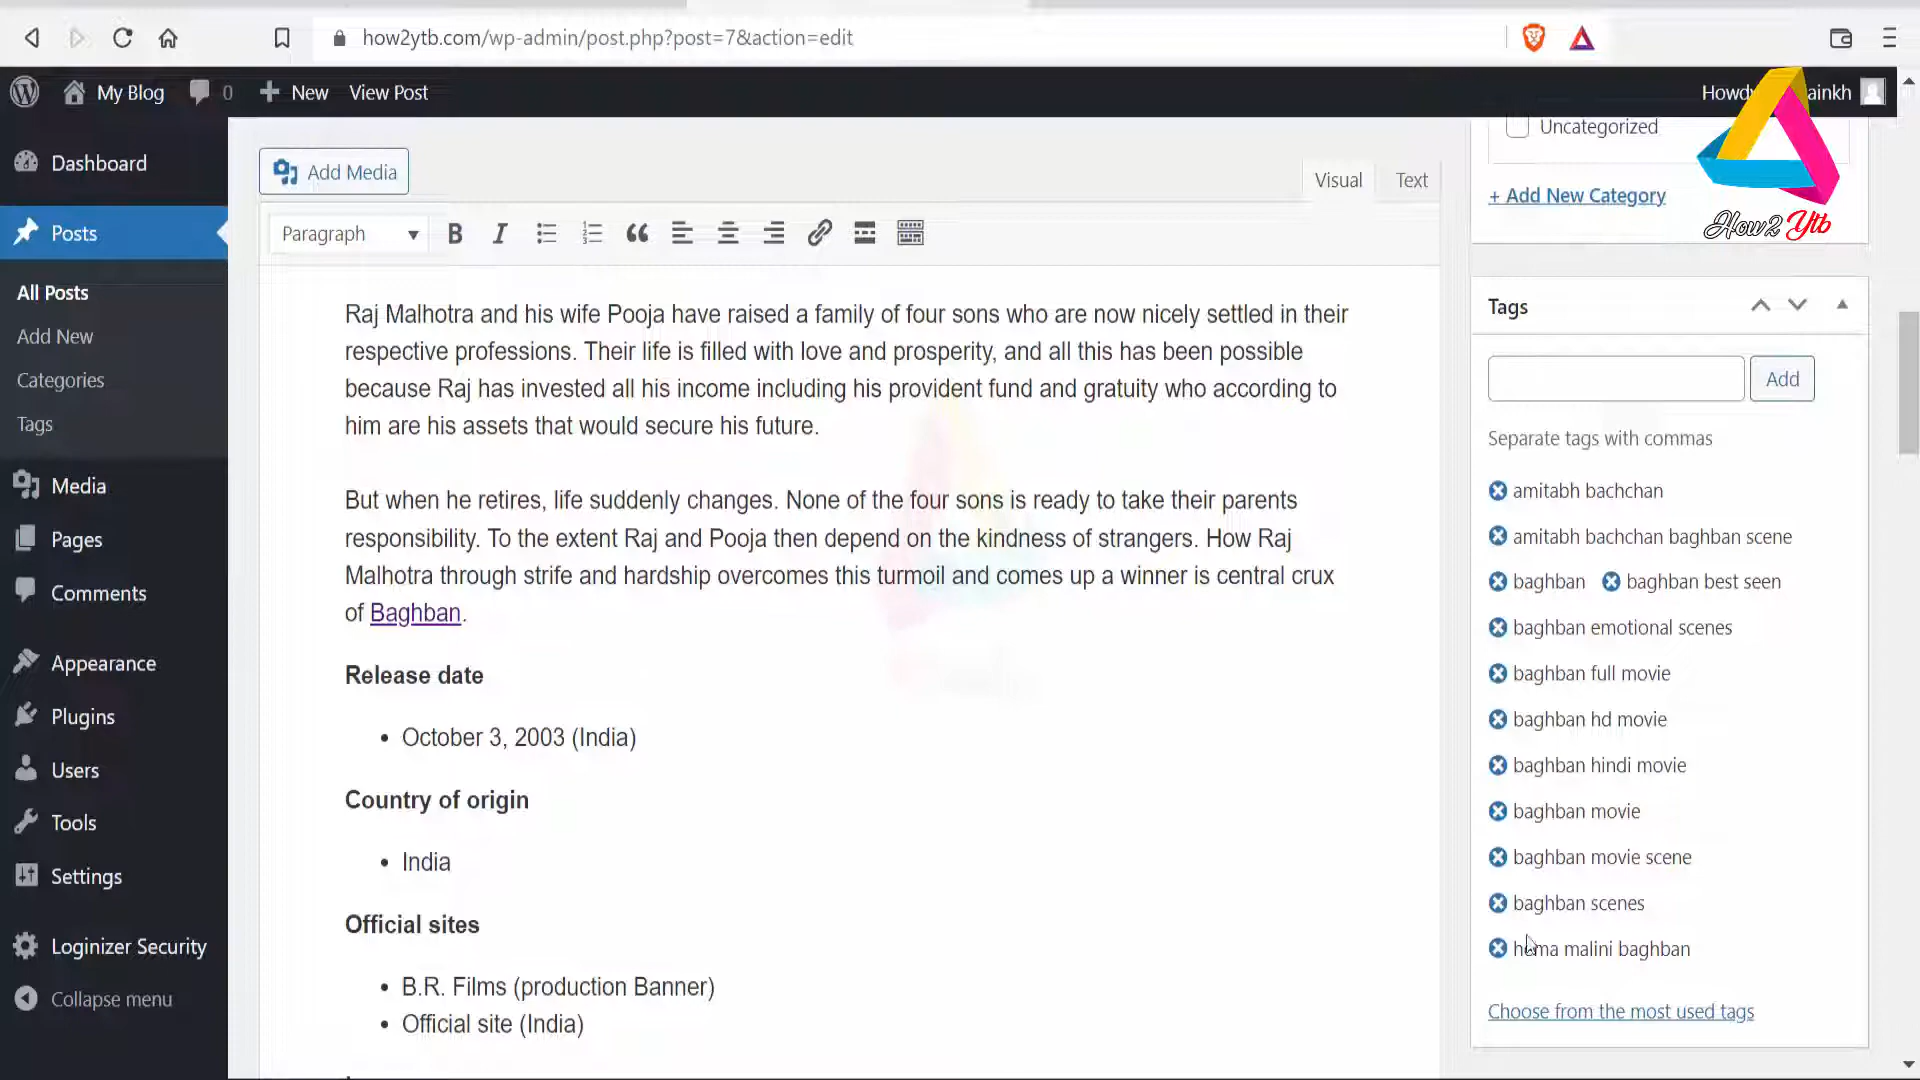 how2ytb.com/wp-admin/post.php?post=7&action=edit
My Blog
0
New
View Post
Howdy
ainkh
Dashboard
Posts
All Posts
Add New
Categories
Tags
Media
Pages
Comments
Appearance
Plugins
Users
Tools
Settings
Loginizer Security
Collapse menu
Add Media
Visual
Text
Paragraph
Raj Malhotra and his wife Pooja have raised a family of four sons who are now nicely settled in their
respective professions. Their life is filled with love and prosperity, and all this has been possible
because Raj has invested all his income including his provident fund and gratuity who according to
him are his assets that would secure his future.
But when he retires, life suddenly changes. None of the four sons is ready to take their parents
responsibility. To the extent Raj and Pooja then depend on the kindness of strangers. How Raj
Malhotra through strife and hardship overcomes this turmoil and comes up a winner is central crux
of Baghban.
Release date
• October 3, 2003 (India)
Country of origin
• India
Official sites
• B.R. Films (production Banner)
• Official site (India)
Uncategorized
+ Add New Category
How2 Ytb
Tags
Add
Separate tags with commas
amitabh bachchan
amitabh bachchan baghban scene
baghban baghban best seen
baghban emotional scenes
baghban full movie
baghban hd movie
baghban hindi movie
baghban movie
baghban movie scene
baghban scenes
hema malini baghban
Choose from the most used tags